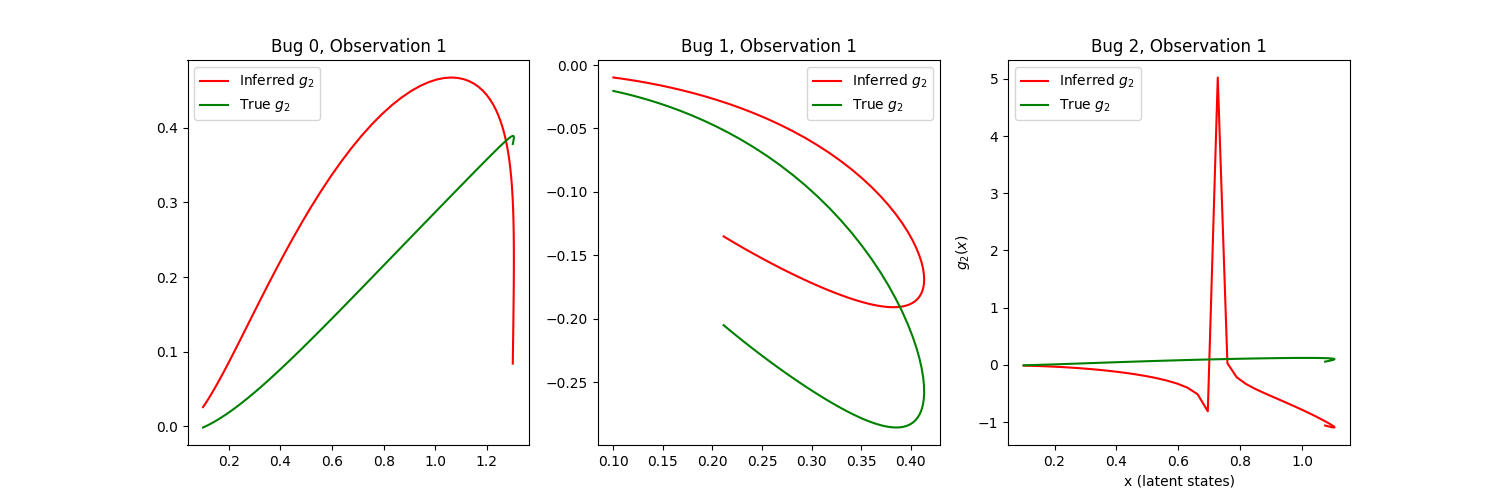 Bug 0, Observation 1
Inferred g₂
True g₂
0.4
0.3
0.2
0.1
0.0
0.2 0.4 0.6 0.8 1.0 1.2
Bug 1, Observation 1
Inferred g₂
True g₂
0.00
−0.05
−0.10
−0.15
−0.20
−0.25
0.10 0.15 0.20 0.25 0.30 0.35 0.40
Bug 2, Observation 1
Inferred g₂
True g₂
g₂(x)
5
4
3
2
1
0
−1
0.2 0.4 0.6 0.8 1.0
x (latent states)